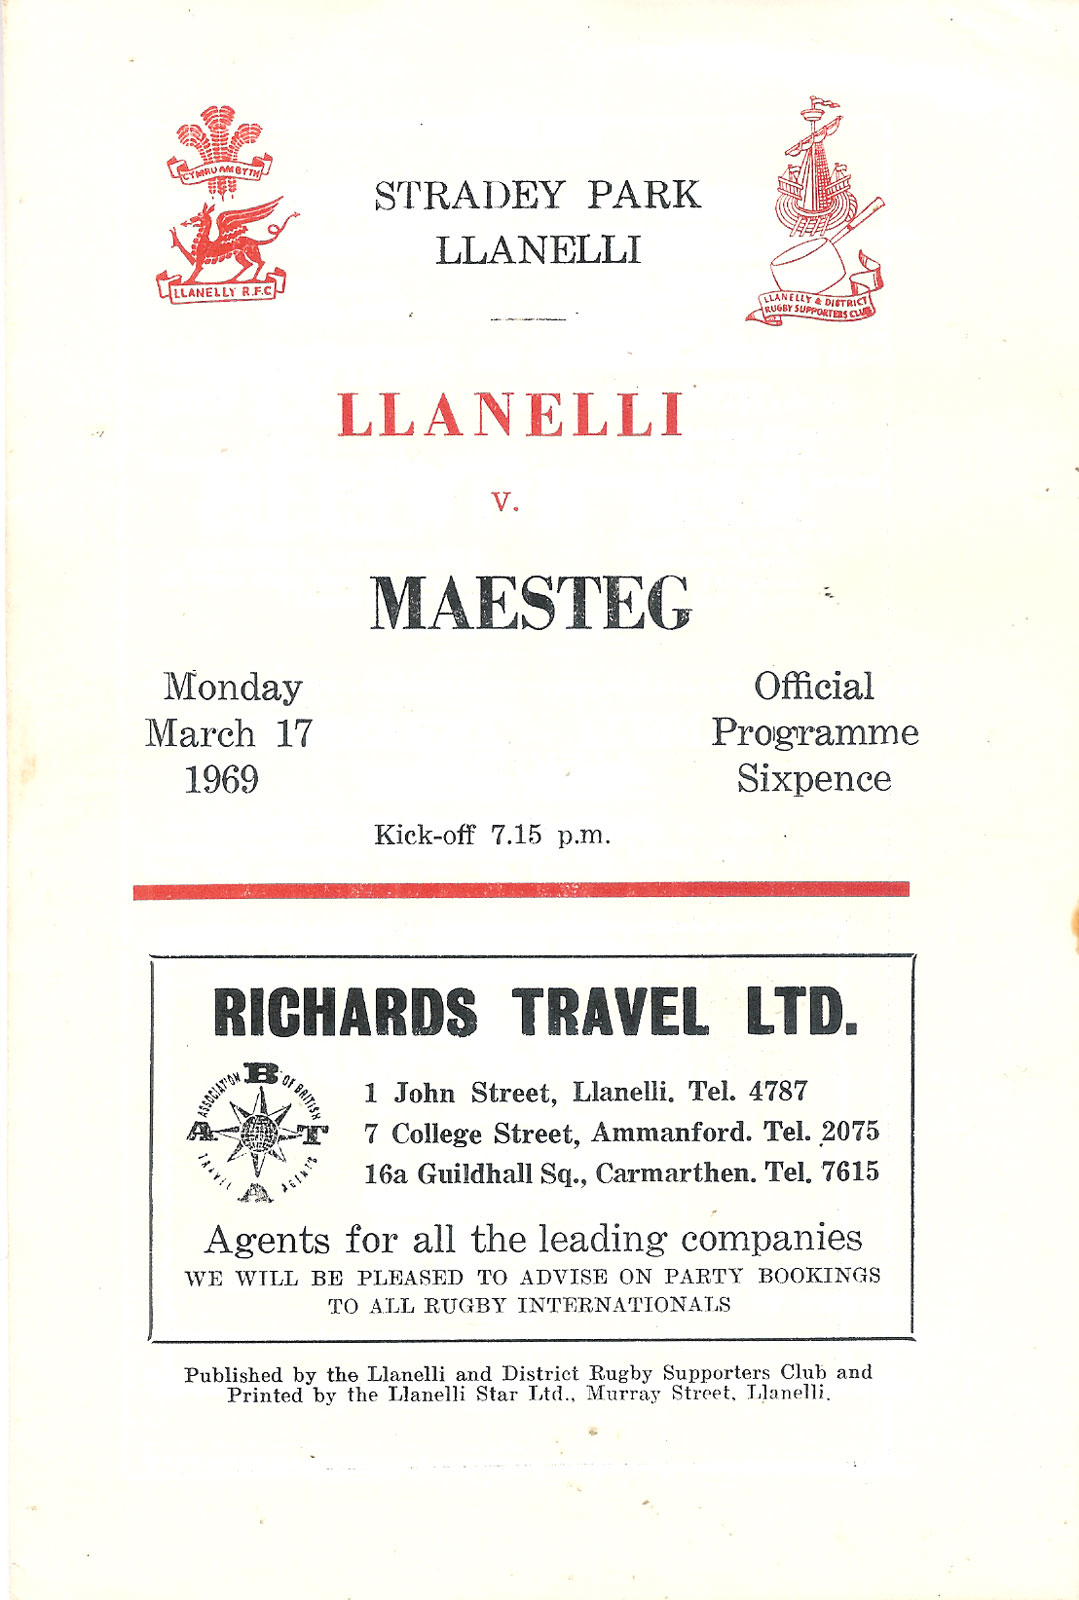 CYMRU AM BYTH
LLANELLY R.F.C
STRADEY PARK
LLANELLI
LLANELLY & DISTRICT
RUGBY SUPPORTERS CLUB
LLANELLI
v.
MAESTEG
Monday
March 17
1969
Official
Programme
Sixpence
Kick-off 7.15 p.m.
RICHARDS TRAVEL LTD.
ASSOCIATION OF BRITISH
TRAVEL AGENTS
A B T A
1 John Street, Llanelli. Tel. 4787
7 College Street, Ammanford. Tel. 2075
16a Guildhall Sq., Carmarthen. Tel. 7615
Agents for all the leading companies
WE WILL BE PLEASED TO ADVISE ON PARTY BOOKINGS
TO ALL RUGBY INTERNATIONALS
Published by the Llanelli and District Rugby Supporters Club and
Printed by the Llanelli Star Ltd., Murray Street, Llanelli.